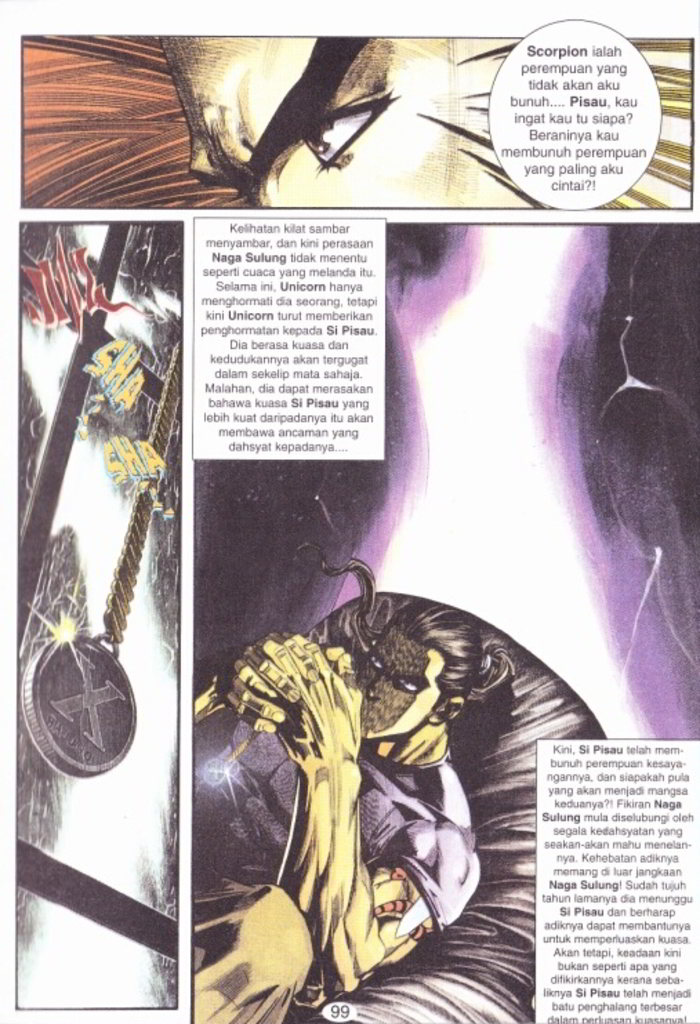 Scorpion ialah
perempuan yang
tidak akan aku
bunuh.... Pisau, kau
ingat kau tu siapa?
Beraninya kau
membunuh perempuan
yang paling aku
cintai?!
Kelihatan kilat sambar
menyambar, dan kini perasaan
Naga Sulung tidak menentu
seperti cuaca yang melanda itu.
Selama ini, Unicorn hanya
menghormati dia seorang, tetapi
kini Unicorn turut memberikan
penghormatan kepada Si Pisau.
Dia berasa kuasa dan
kedudukannya akan tergugat
dalam sekelip mata sahaja.
Malahan, dia dapat merasakan
bahawa kuasa Si Pisau yang
lebih kuat daripadanya itu akan
membawa ancaman yang
dahsyat kepadanya....
SHA
SHA
X
Kini, Si Pisau telah mem-
bunuh perempuan kesaya-
ngannya, dan siapakah pula
yang akan menjadi mangsa
keduanya?! Fikiran Naga
Sulung mula diselubungi oleh
segala kedahsyatan yang
seakan-akan mahu menelan-
nya. Kehebatan adiknya
memang di luar jangkaan
Naga Sulung! Sudah tujuh
tahun lamanya dia menunggu
Si Pisau dan berharap
adiknya dapat membantunya
untuk memperluaskan kuasa.
Akan tetapi, keadaan kini
bukan seperti apa yang
difikirkannya kerana seba-
liknya Si Pisau telah menjadi
batu penghalang terbesar
dalam perluasan kuasanya!
99